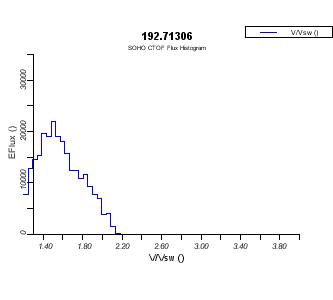 192.71306
SOHO CTOF Flux Histogram
V/Vsw ()
EFlux ()
30000
20000
10000
0
1.40 1.80 2.20 2.60 3.00 3.40 3.80
V/Vsw ()